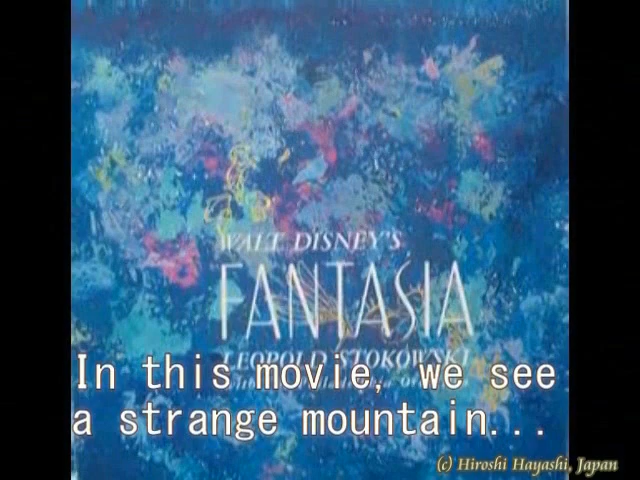 WALT DISNEY'S
FANTASIA
LEOPOLD STOKOWSKI
In this movie, we see
a strange mountain...
(c) Hiroshi Hayashi, Japan